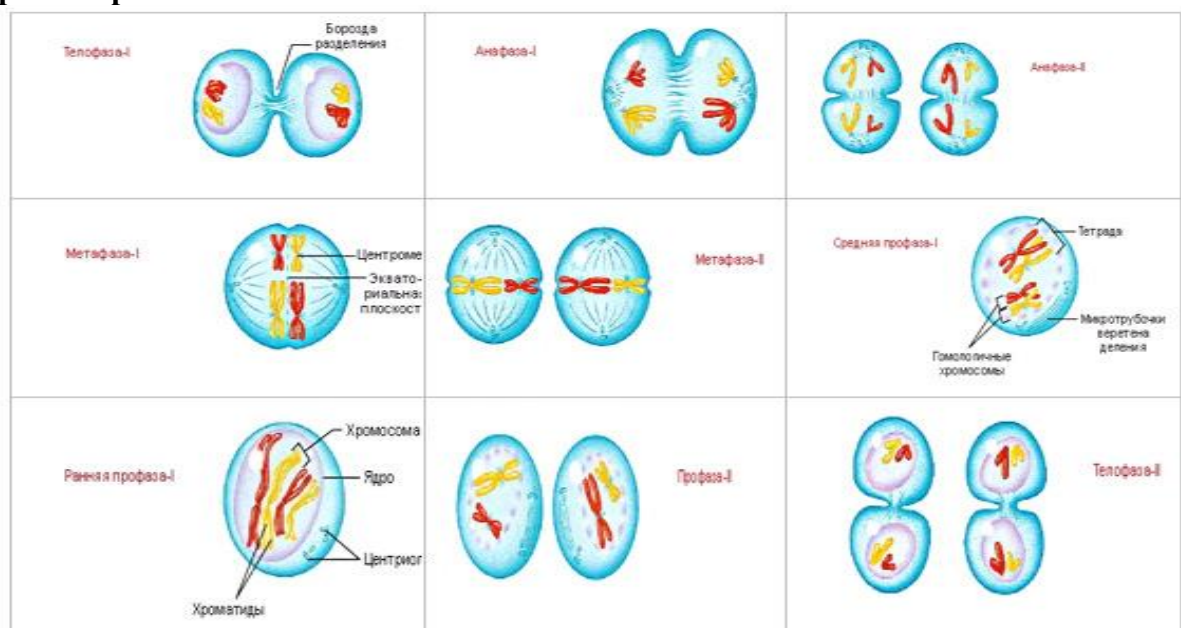 Телофаза-I
Борозда
разделения
Анафаза-I
Анафаза-II
Метафаза-I
Центроме
Эквато-
риальна:
плоскост
Метафаза-II
Средняя профаза-I
Тетрада
Микротрубочки
веретена
деления
Гомологичные
хромосомы
Ранняя профаза-I
Хромосома
Ядро
Центриог
Хроматиды
Профаза-II
Телофаза-II